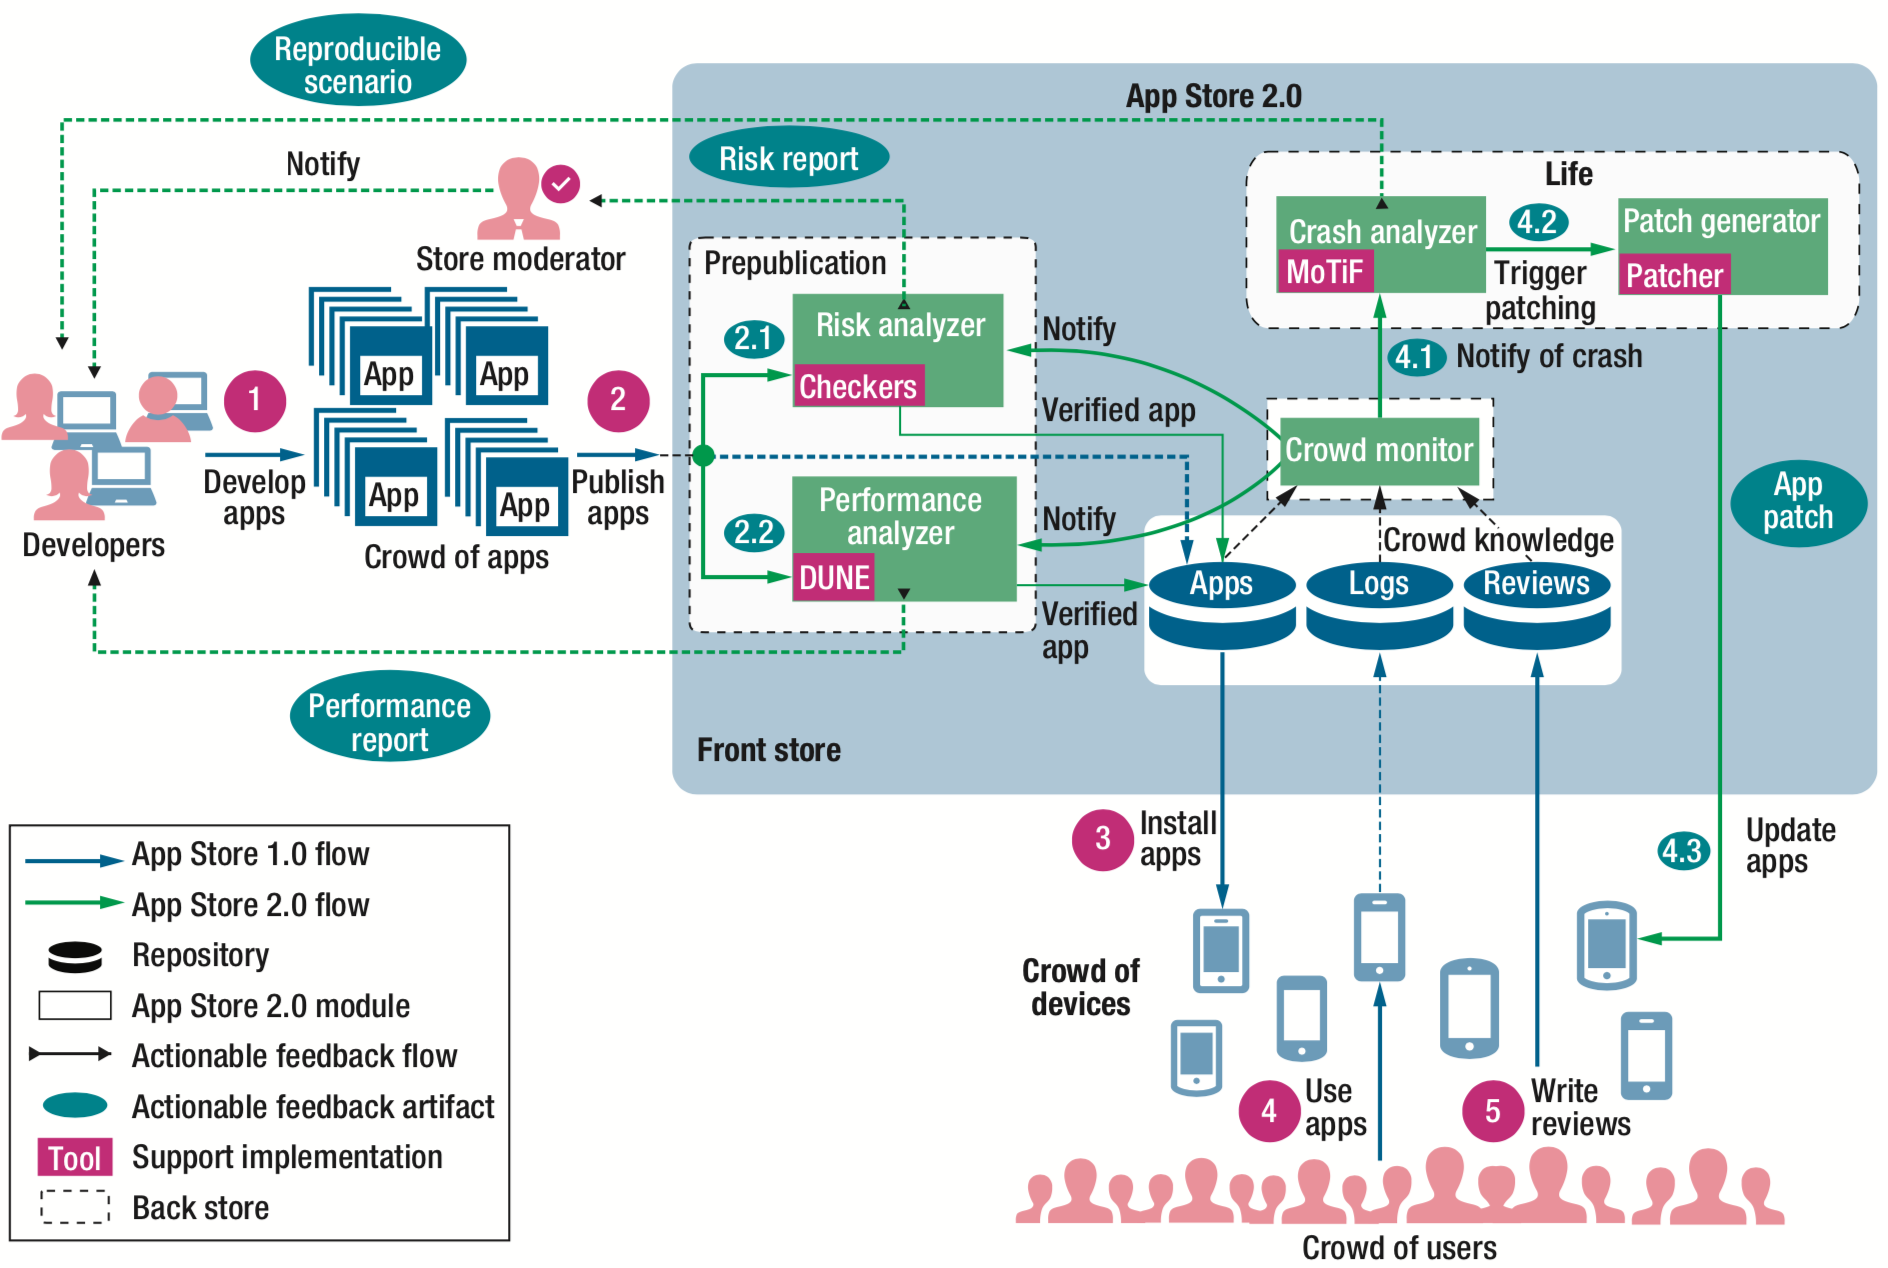 Reproducible
scenario
App Store 2.0
Notify
Risk report
Store moderator
Life
Crash analyzer
MoTiF
4.2
Trigger
patching
Patch generator
Patcher
Prepublication
2.1
Risk analyzer
Checkers
Notify
4.1
Notify of crash
App
App
App
App
1
2
Develop
apps
Publish
apps
Developers
Crowd of apps
Verified app
Crowd monitor
2.2
Performance
analyzer
DUNE
Notify
Crowd knowledge
App
patch
Apps
Logs
Reviews
Verified
app
Performance
report
Front store
3
Install
apps
4.3
Update
apps
Crowd of
devices
4
Use
apps
5
Write
reviews
Crowd of users
App Store 1.0 flow
App Store 2.0 flow
Repository
App Store 2.0 module
Actionable feedback flow
Actionable feedback artifact
Tool
Support implementation
Back store